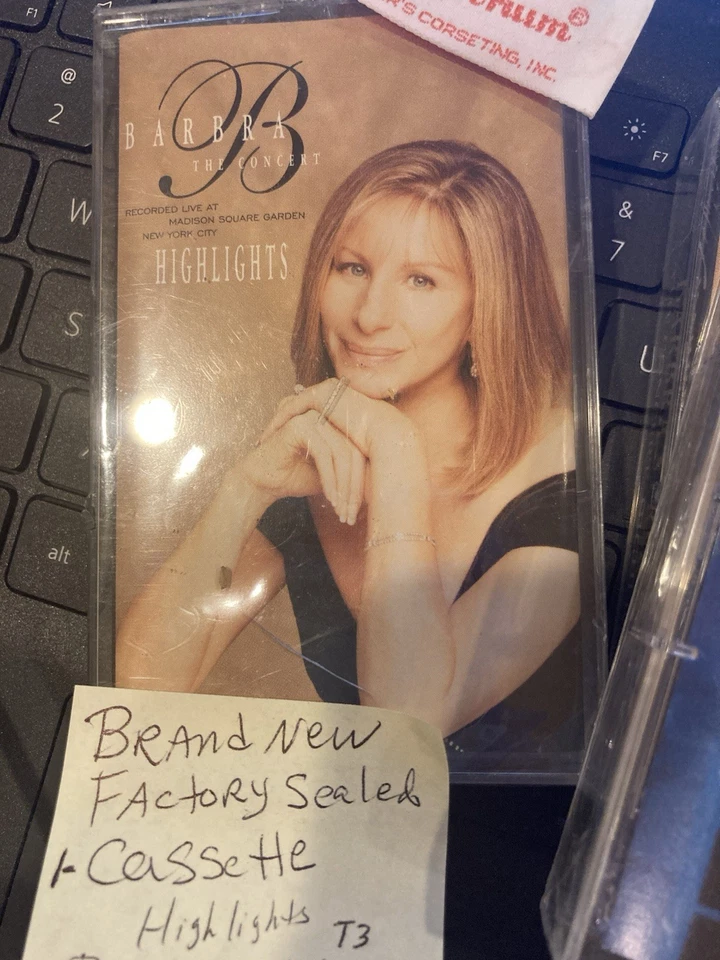 'S CORSETING, INC.
B
BARBRA
THE CONCERT
RECORDED LIVE AT
MADISON SQUARE GARDEN
NEW YORK CITY
HIGHLIGHTS
F1
@
2
W
S
alt
F7
&
7
U
Brand New
Factory Sealed
1- Cassette
Highlights T3